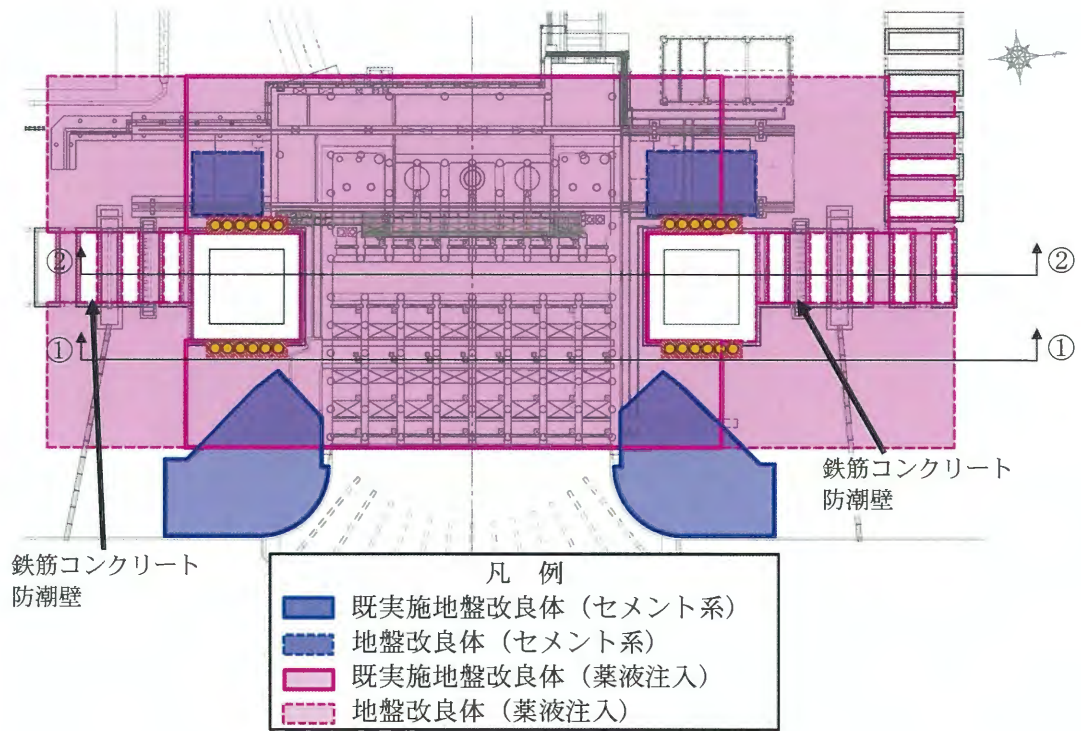 ② ②
① ①
鉄筋コンクリート
防潮壁
鉄筋コンクリート
防潮壁
凡 例
既実施地盤改良体（セメント系）
地盤改良体（セメント系）
既実施地盤改良体（薬液注入）
地盤改良体（薬液注入）